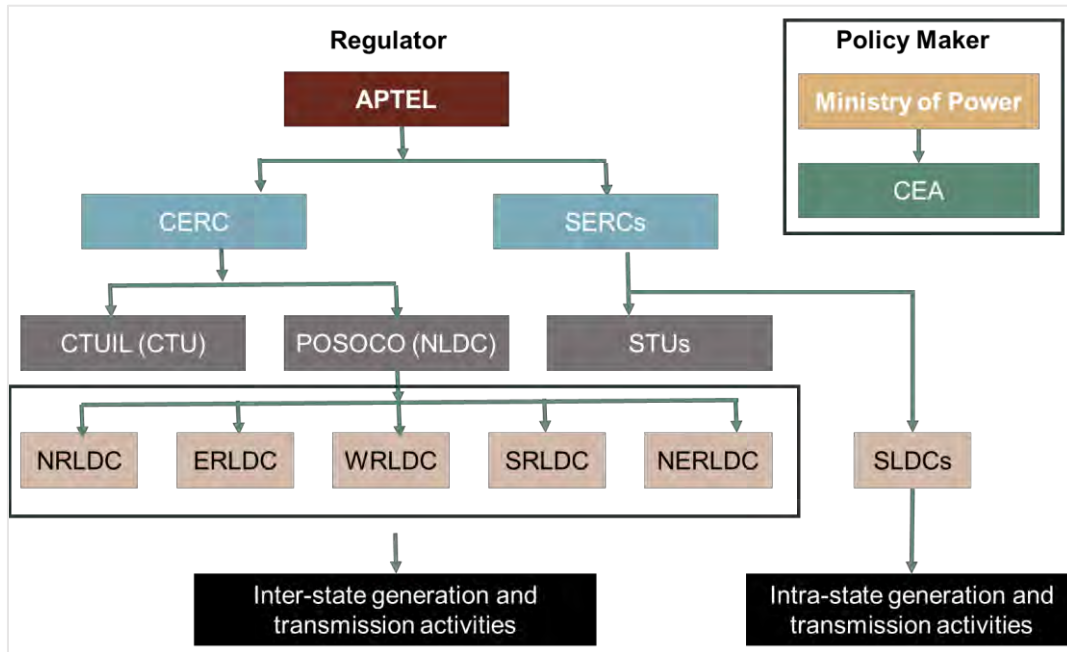 Regulator
Policy Maker
APTEL
Ministry of Power
CEA
CERC
SERCs
CTUIL (CTU)
POSOCO (NLDC)
STUs
NRLDC
ERLDC
WRLDC
SRLDC
NERLDC
SLDCs
Inter-state generation and
transmission activities
Intra-state generation and
transmission activities